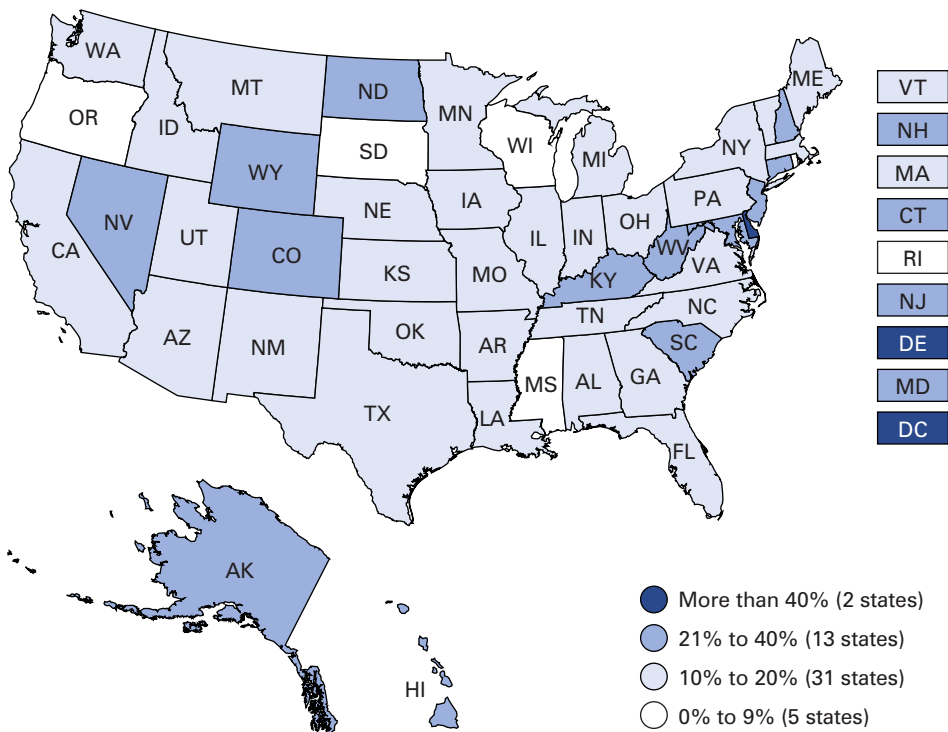 WA
MT
ND
MN
ME
VT
OR
ID
SD
WI
MI
NY
NH
WY
MA
NV
NE
IA
PA
CT
CA
UT
CO
IL
IN
OH
RI
KS
MO
KY
WV
VA
NJ
AZ
NM
OK
AR
TN
NC
DE
SC
MD
TX
LA
MS
AL
GA
DC
FL
AK
HI
More than 40% (2 states)
21% to 40% (13 states)
10% to 20% (31 states)
0% to 9% (5 states)